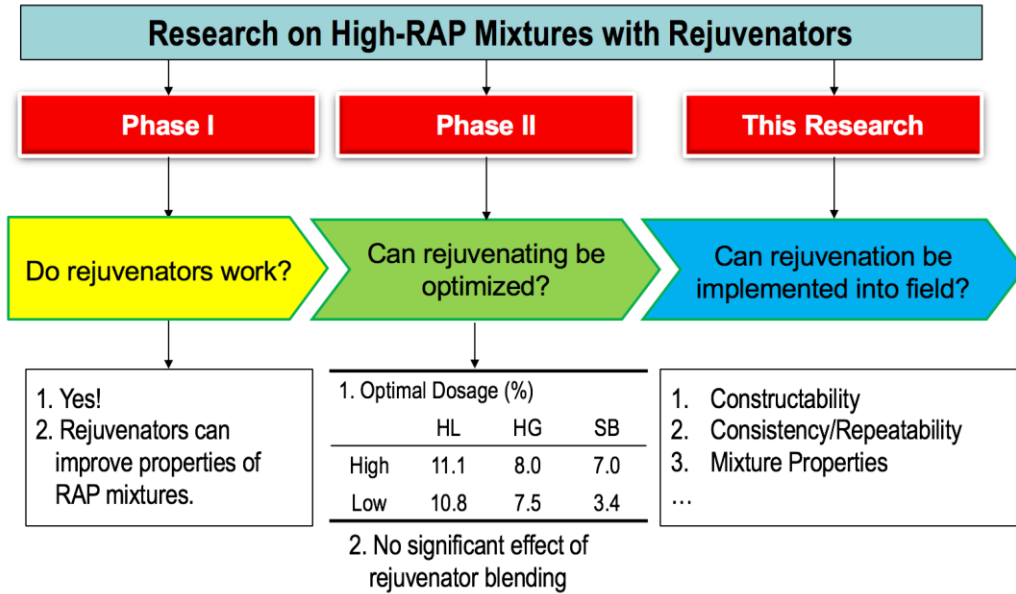 Research on High-RAP Mixtures with Rejuvenators
Phase I
Phase II
This Research
Do rejuvenators work?
Can rejuvenating be
optimized?
Can rejuvenation be
implemented into field?
1. Yes!
2. Rejuvenators can
improve properties of
RAP mixtures.
1. Optimal Dosage (%)
HL HG SB
High 11.1 8.0 7.0
Low 10.8 7.5 3.4
2. No significant effect of
rejuvenator blending
1. Constructability
2. Consistency/Repeatability
3. Mixture Properties
...